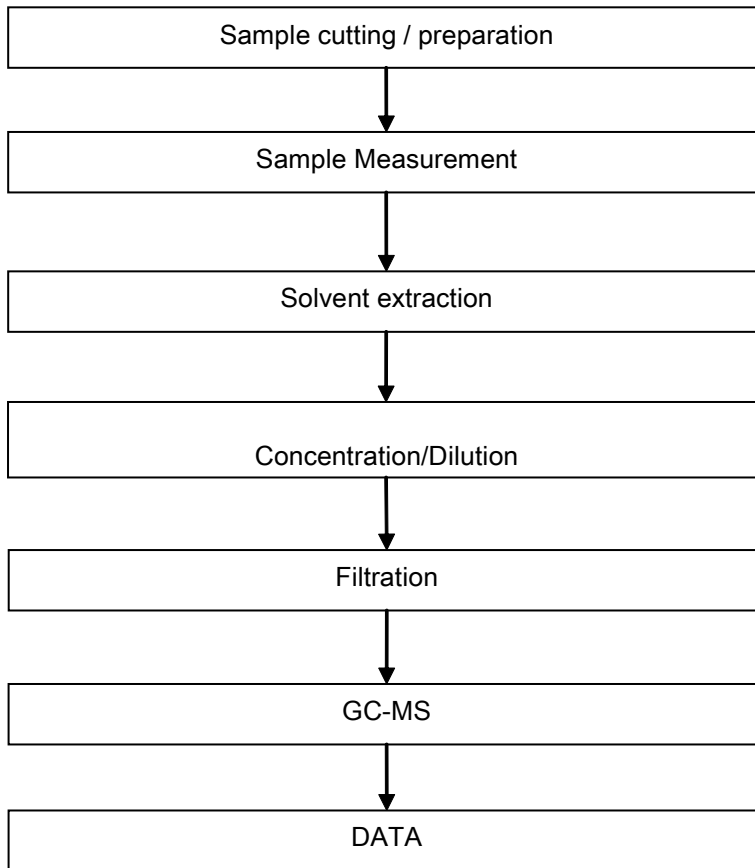 Sample cutting / preparation
Sample Measurement
Solvent extraction
Concentration/Dilution
Filtration
GC-MS
DATA